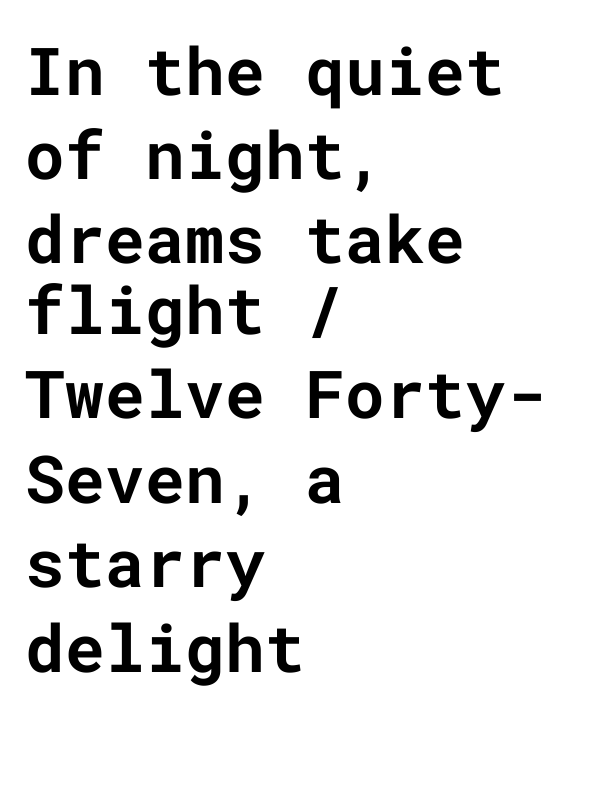 In the quiet
of night,
dreams take
flight /
Twelve Forty-
Seven, a
starry
delight